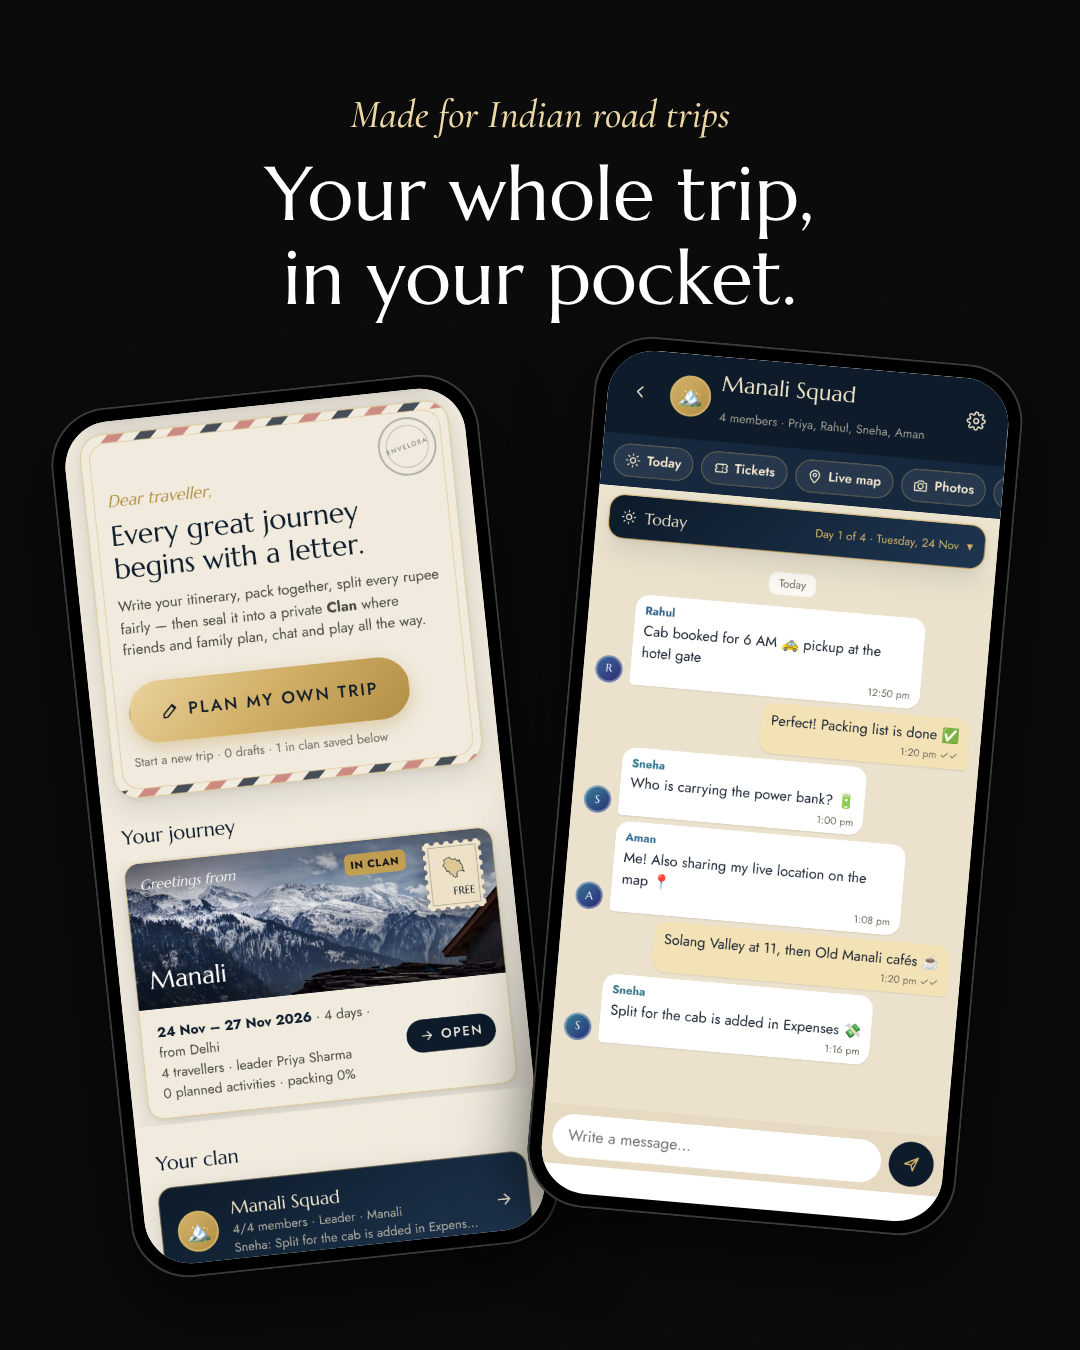 Made for Indian road trips
Your whole trip,
in your pocket.
ENVELORA
Dear traveller,
Every great journey
begins with a letter.
Write your itinerary, pack together, split every rupee
fairly — then seal it into a private Clan where
friends and family plan, chat and play all the way.
PLAN MY OWN TRIP
Start a new trip · 0 drafts · 1 in clan saved below
Your journey
Greetings from
IN CLAN
FREE
Manali
24 Nov – 27 Nov 2026 · 4 days ·
from Delhi
4 travellers · leader Priya Sharma
0 planned activities · packing 0%
→ OPEN
Your clan
Manali Squad
4/4 members · Leader · Manali
Sneha: Split for the cab is added in Expens...
Manali Squad
4 members · Priya, Rahul, Sneha, Aman
Today
Tickets
Live map
Photos
Today
Day 1 of 4 · Tuesday, 24 Nov ▾
Today
Rahul
Cab booked for 6 AM 🚕 pickup at the
hotel gate
R
12:50 pm
Perfect! Packing list is done ✅
1:20 pm ✓✓
Sneha
Who is carrying the power bank? 🔋
S
1:00 pm
Aman
Me! Also sharing my live location on the
map 📍
A
1:08 pm
Solang Valley at 11, then Old Manali cafés ☕
1:20 pm ✓✓
Sneha
Split for the cab is added in Expenses 💸
S
1:16 pm
Write a message...